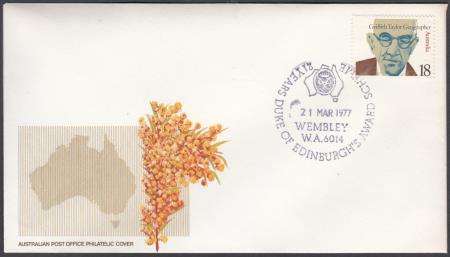 Griffith Taylor Geographer
Australia
18
21 YEARS DUKE OF EDINBURGH'S AWARD SCHEME
21 MAR 1977
WEMBLEY
W.A. 6014
AUSTRALIAN POST OFFICE PHILATELIC COVER